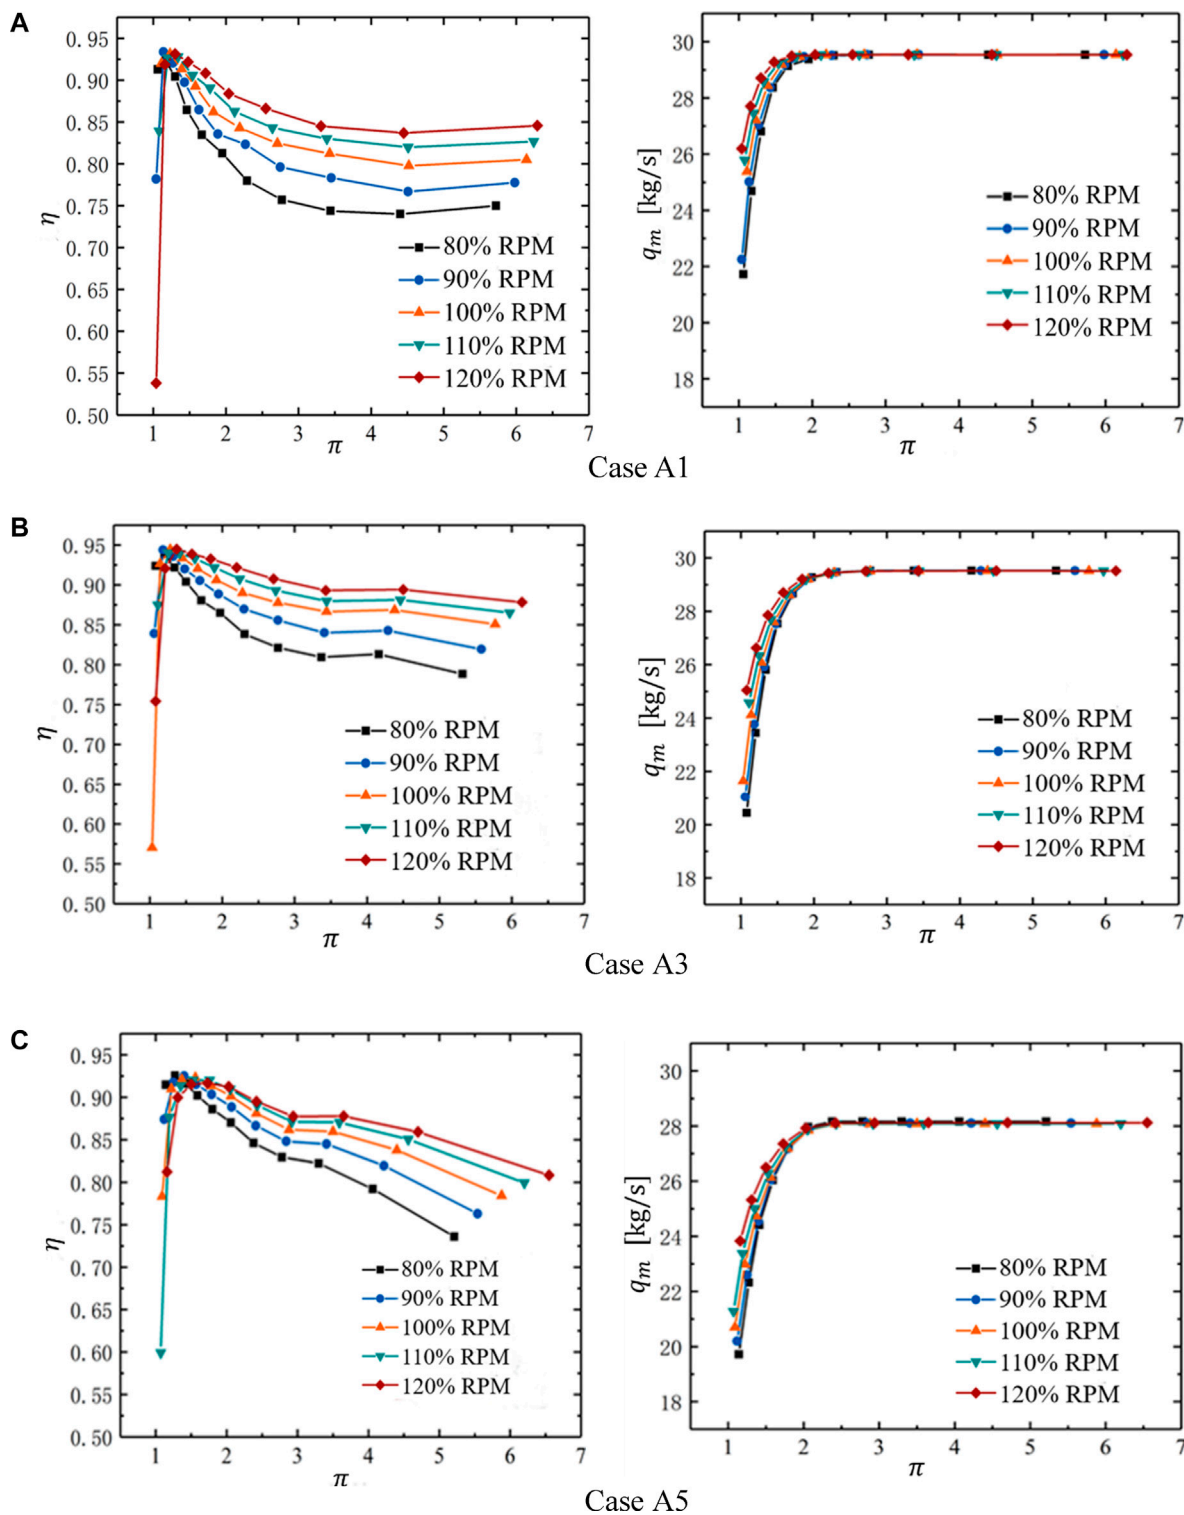 A
0.95
0.90
0.85
0.80
0.75
0.70
0.65
0.60
0.55
0.50
η
1 2 3 4 5 6 7
π
80% RPM
90% RPM
100% RPM
110% RPM
120% RPM
30
28
26
24
22
20
18
q_m [kg/s]
1 2 3 4 5 6 7
π
80% RPM
90% RPM
100% RPM
110% RPM
120% RPM
Case A1
B
0.95
0.90
0.85
0.80
0.75
0.70
0.65
0.60
0.55
0.50
η
1 2 3 4 5 6 7
π
80% RPM
90% RPM
100% RPM
110% RPM
120% RPM
30
28
26
24
22
20
18
q_m [kg/s]
1 2 3 4 5 6 7
π
80% RPM
90% RPM
100% RPM
110% RPM
120% RPM
Case A3
C
0.95
0.90
0.85
0.80
0.75
0.70
0.65
0.60
0.55
0.50
η
1 2 3 4 5 6 7
π
80% RPM
90% RPM
100% RPM
110% RPM
120% RPM
30
28
26
24
22
20
18
q_m [kg/s]
1 2 3 4 5 6 7
π
80% RPM
90% RPM
100% RPM
110% RPM
120% RPM
Case A5